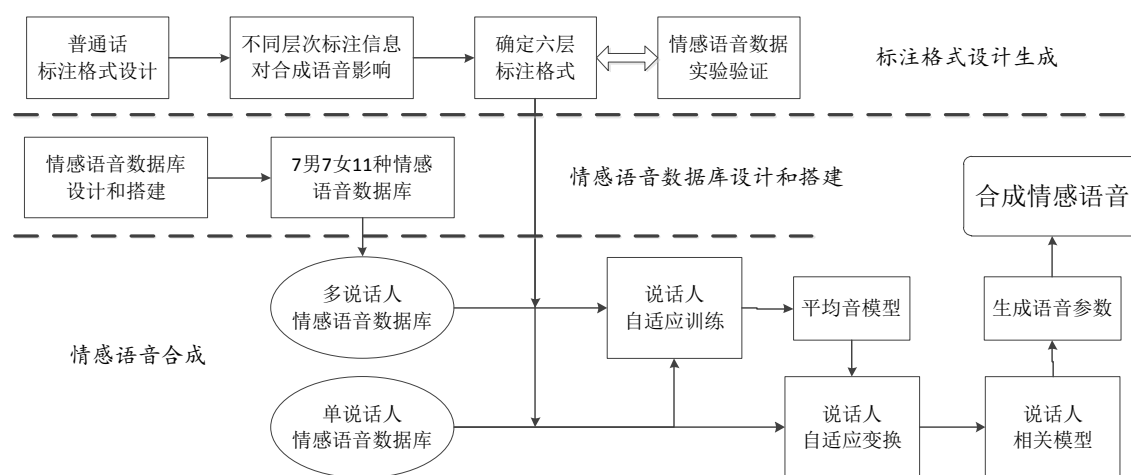 普通话
标注格式设计
不同层次标注信息
对合成语音影响
确定六层
标注格式
情感语音数据
实验验证
标注格式设计生成
情感语音数据库
设计和搭建
7男7女11种情感
语音数据库
情感语音数据库设计和搭建
合成情感语音
多说话人
情感语音数据库
说话人
自适应训练
平均音模型
生成语音参数
情感语音合成
单说话人
情感语音数据库
说话人
自适应变换
说话人
相关模型